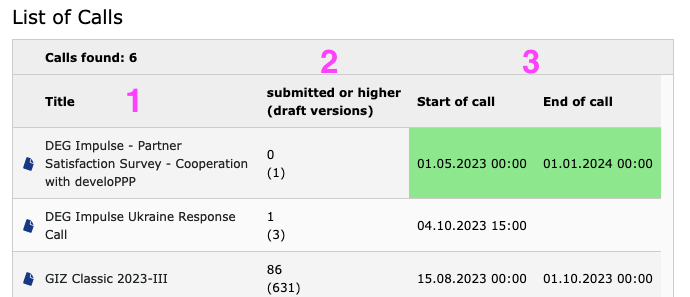 List of Calls
Calls found: 6
1
2
3
Title
submitted or higher
(draft versions)
Start of call
End of call
DEG Impulse - Partner
Satisfaction Survey - Cooperation
with develoPPP
0
(1)
01.05.2023 00:00
01.01.2024 00:00
DEG Impulse Ukraine Response
Call
1
(3)
04.10.2023 15:00
GIZ Classic 2023-III
86
(631)
15.08.2023 00:00
01.10.2023 00:00